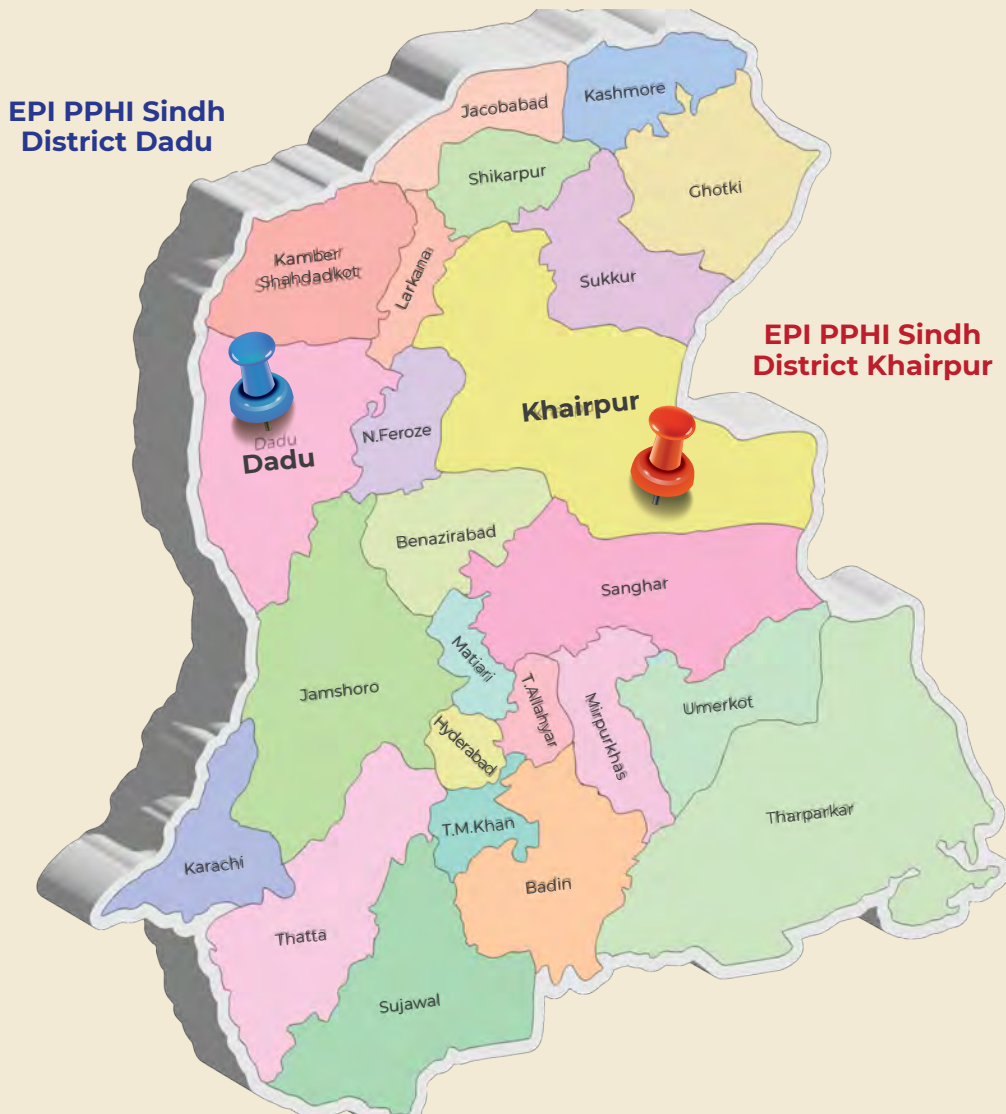 EPI PPHI Sindh
District Dadu
Jacobabad
Kashmore
Shikarpur
Ghotki
Kamber
Shahdadkot
Larkana
Sukkur
EPI PPHI Sindh
District Khairpur
Khairpur
N.Feroze
Dadu
Dadu
Benazirabad
Sanghar
Matiari
Jamshoro
T.Allahyar
Mirpurkhas
Umerkot
Hyderabad
Tharparkar
T.M.Khan
Karachi
Badin
Thatta
Sujawal